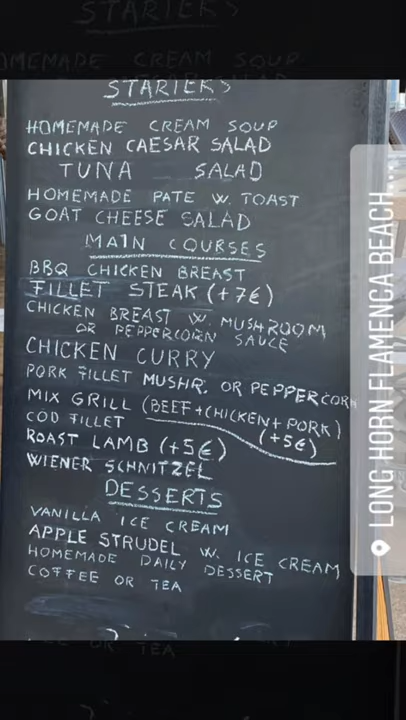 STARTERS
HOMEMADE CREAM SOUP
CHICKEN CAESAR SALAD
TUNA SALAD
HOMEMADE PATE W. TOAST
GOAT CHEESE SALAD
MAIN COURSES
BBQ CHICKEN BREAST
FILLET STEAK (+7€)
CHICKEN BREAST W. MUSHROOM
OR PEPPERCORN SAUCE
CHICKEN CURRY
PORK FILLET MUSHR. OR PEPPERCORN
MIX GRILL (BEEF+CHICKEN+PORK)
(+5€)
COD FILLET
ROAST LAMB (+5€)
WIENER SCHNITZEL
DESSERTS
VANILLA ICE CREAM
APPLE STRUDEL W. ICE CREAM
HOMEMADE DAILY DESSERT
COFFEE OR TEA
LONG HORN FLAMENCA BEACH